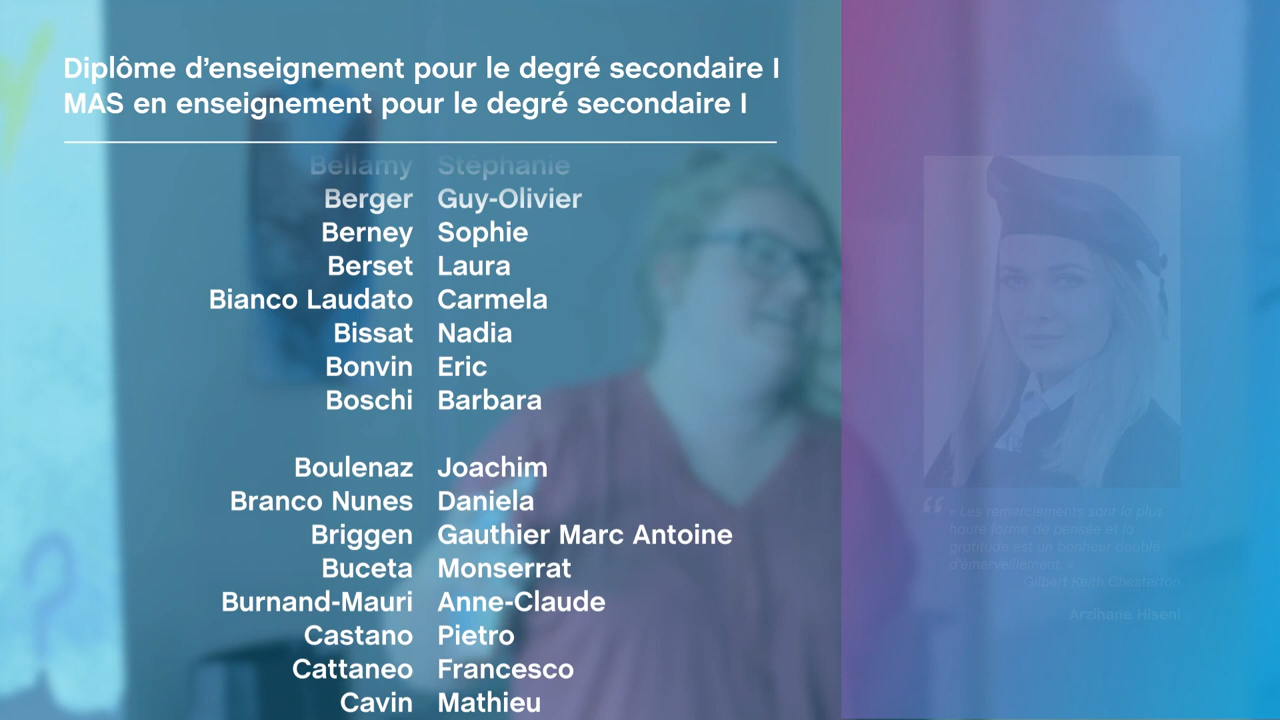 Diplôme d’enseignement pour le degré secondaire I
MAS en enseignement pour le degré secondaire I
Bellamy Stephanie
Berger Guy-Olivier
Berney Sophie
Berset Laura
Bianco Laudato Carmela
Bissat Nadia
Bonvin Eric
Boschi Barbara
Boulenaz Joachim
Branco Nunes Daniela
Briggen Gauthier Marc Antoine
Buceta Monserrat
Burnand-Mauri Anne-Claude
Castano Pietro
Cattaneo Francesco
Cavin Mathieu
“ « Les remerciements sont la plus
haute forme de pensée et la
gratitude est un bonheur doublé
d’émerveillement. »
Gilbert Keith Chesterton
Arzihane Hiseni